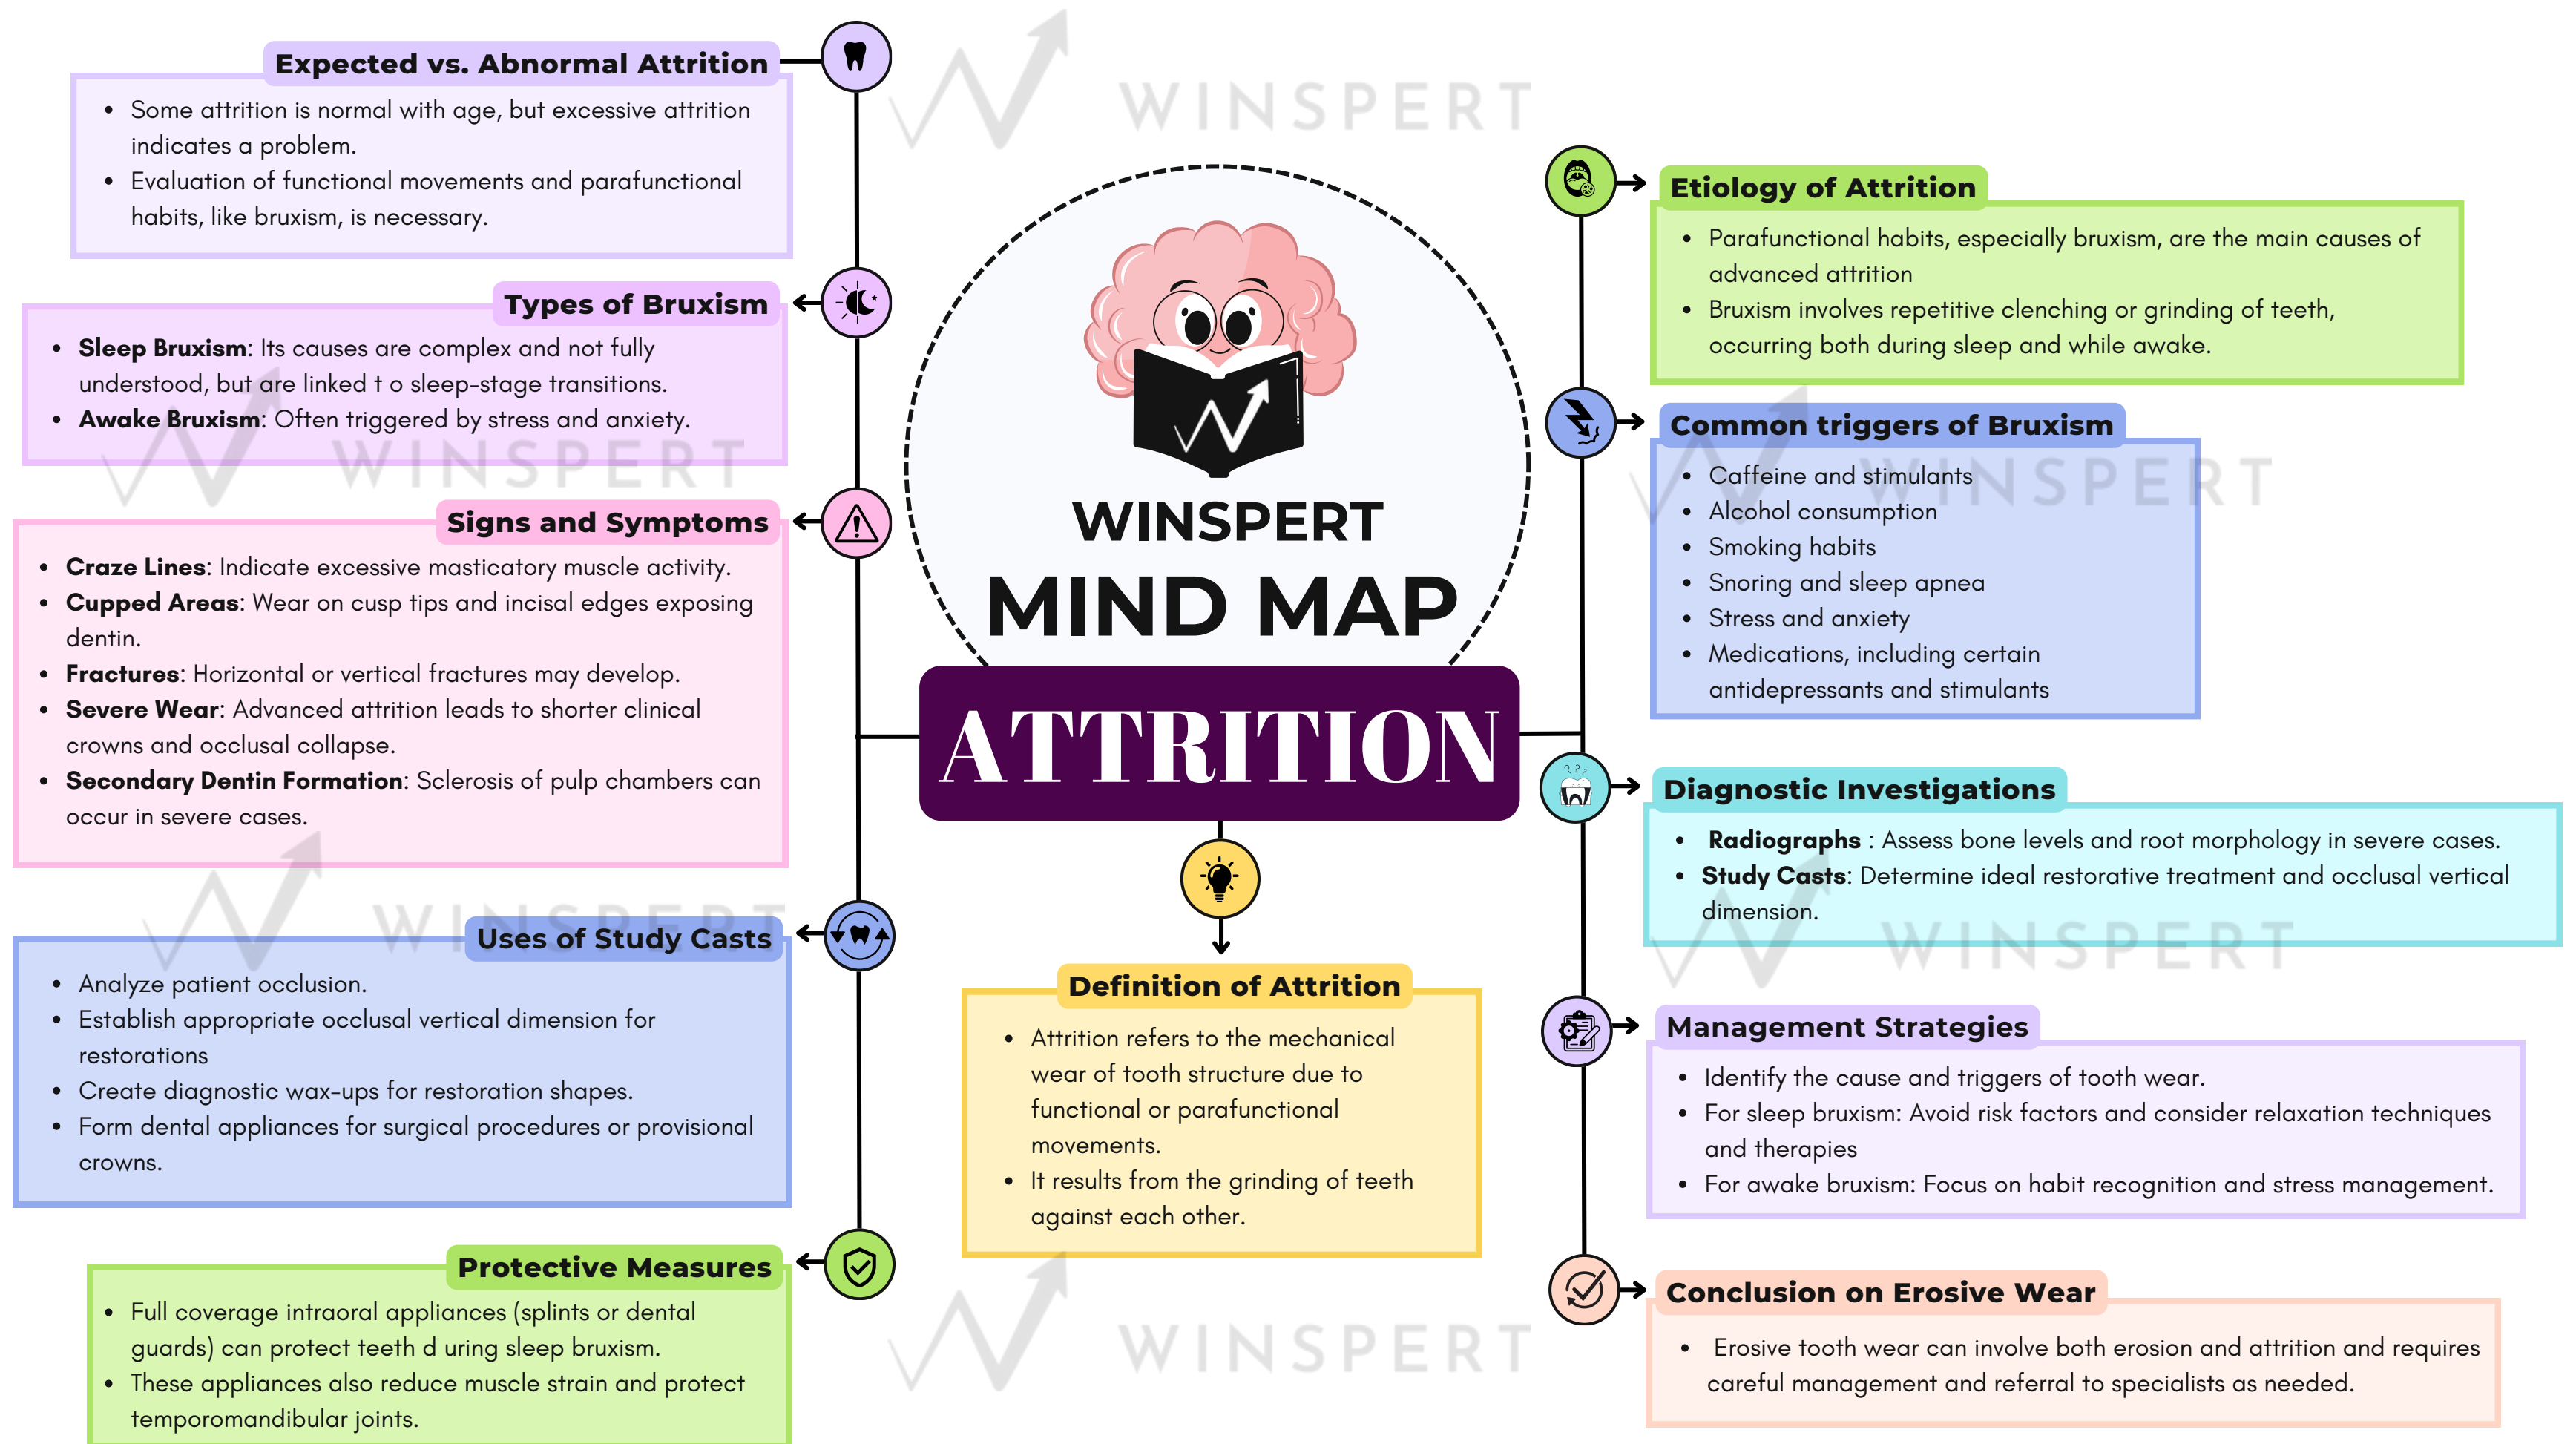 Expected vs. Abnormal Attrition
• Some attrition is normal with age, but excessive attrition
indicates a problem.
• Evaluation of functional movements and parafunctional
habits, like bruxism, is necessary.
Types of Bruxism
• Sleep Bruxism: Its causes are complex and not fully
understood, but are linked t o sleep-stage transitions.
• Awake Bruxism: Often triggered by stress and anxiety.
Signs and Symptoms
• Craze Lines: Indicate excessive masticatory muscle activity.
• Cupped Areas: Wear on cusp tips and incisal edges exposing
dentin.
• Fractures: Horizontal or vertical fractures may develop.
• Severe Wear: Advanced attrition leads to shorter clinical
crowns and occlusal collapse.
• Secondary Dentin Formation: Sclerosis of pulp chambers can
occur in severe cases.
Uses of Study Casts
• Analyze patient occlusion.
• Establish appropriate occlusal vertical dimension for
restorations
• Create diagnostic wax-ups for restoration shapes.
• Form dental appliances for surgical procedures or provisional
crowns.
Protective Measures
• Full coverage intraoral appliances (splints or dental
guards) can protect teeth d uring sleep bruxism.
• These appliances also reduce muscle strain and protect
temporomandibular joints.
WINSPERT
WINSPERT
MIND MAP
ATTRITION
Definition of Attrition
• Attrition refers to the mechanical
wear of tooth structure due to
functional or parafunctional
movements.
• It results from the grinding of teeth
against each other.
WINSPERT
Etiology of Attrition
• Parafunctional habits, especially bruxism, are the main causes of
advanced attrition
• Bruxism involves repetitive clenching or grinding of teeth,
occurring both during sleep and while awake.
Common triggers of Bruxism
• Caffeine and stimulants
• Alcohol consumption
• Smoking habits
• Snoring and sleep apnea
• Stress and anxiety
• Medications, including certain
antidepressants and stimulants
Diagnostic Investigations
• Radiographs : Assess bone levels and root morphology in severe cases.
• Study Casts: Determine ideal restorative treatment and occlusal vertical
dimension.
Management Strategies
• Identify the cause and triggers of tooth wear.
• For sleep bruxism: Avoid risk factors and consider relaxation techniques
and therapies
• For awake bruxism: Focus on habit recognition and stress management.
Conclusion on Erosive Wear
• Erosive tooth wear can involve both erosion and attrition and requires
careful management and referral to specialists as needed.
WINSPERT
WINSPERT
WINSPERT
WINSPERT